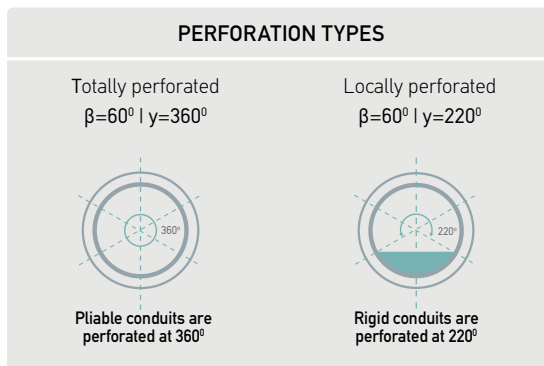 PERFORATION TYPES
Totally perforated
β=60⁰ | y=360⁰
360°
Pliable conduits are
perforated at 360⁰
Locally perforated
β=60⁰ | y=220⁰
220°
Rigid conduits are
perforated at 220⁰